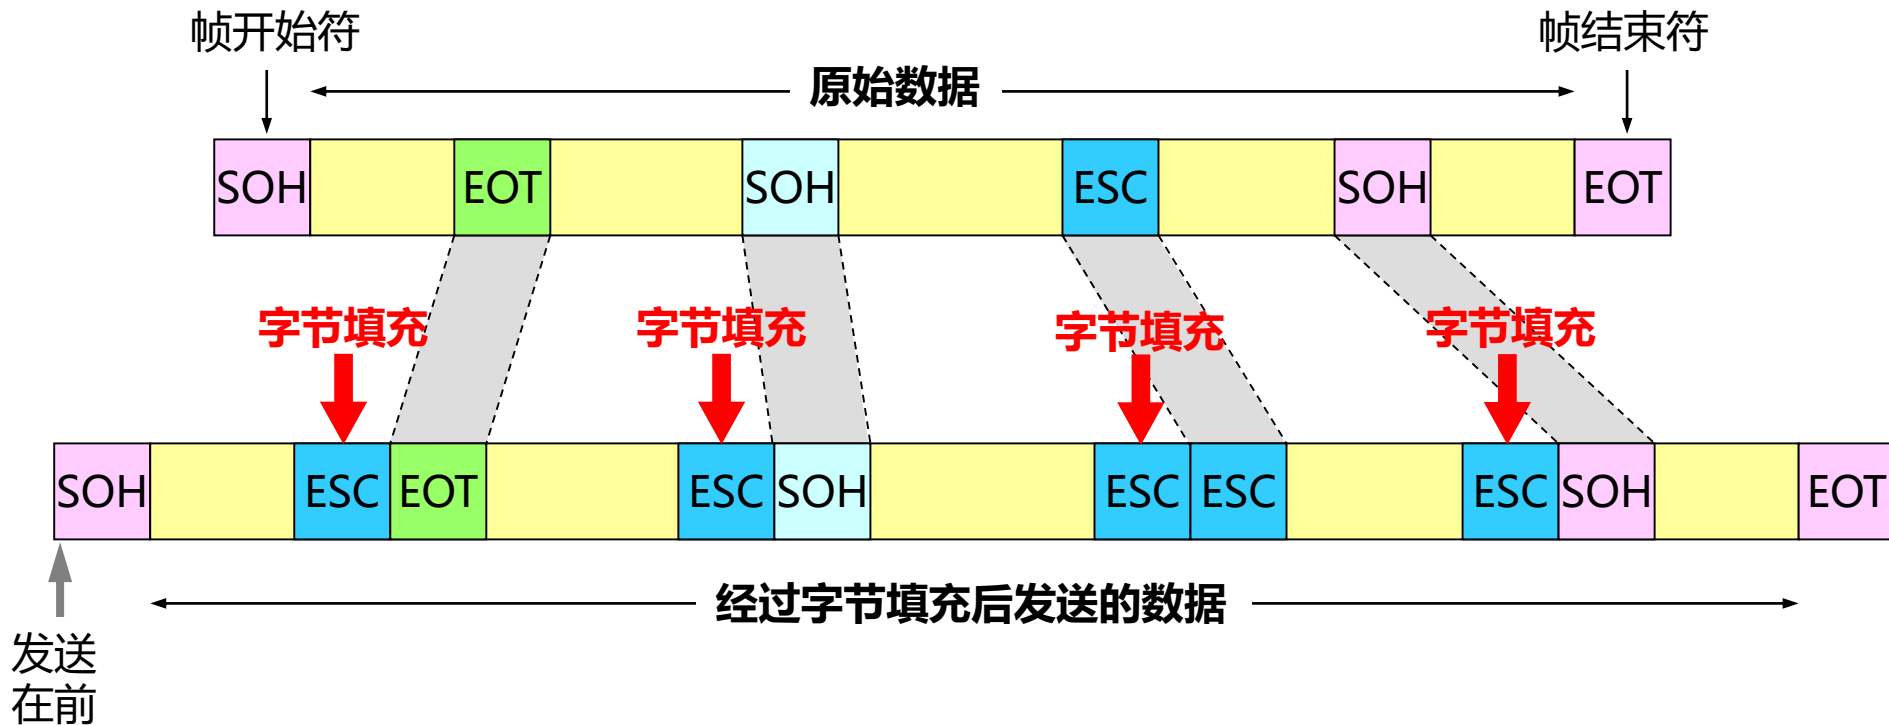 帧开始符
帧结束符
原始数据
SOH EOT SOH ESC SOH EOT
字节填充 字节填充 字节填充 字节填充
SOH ESC EOT ESC SOH ESC ESC ESC SOH EOT
经过字节填充后发送的数据
发送
在前